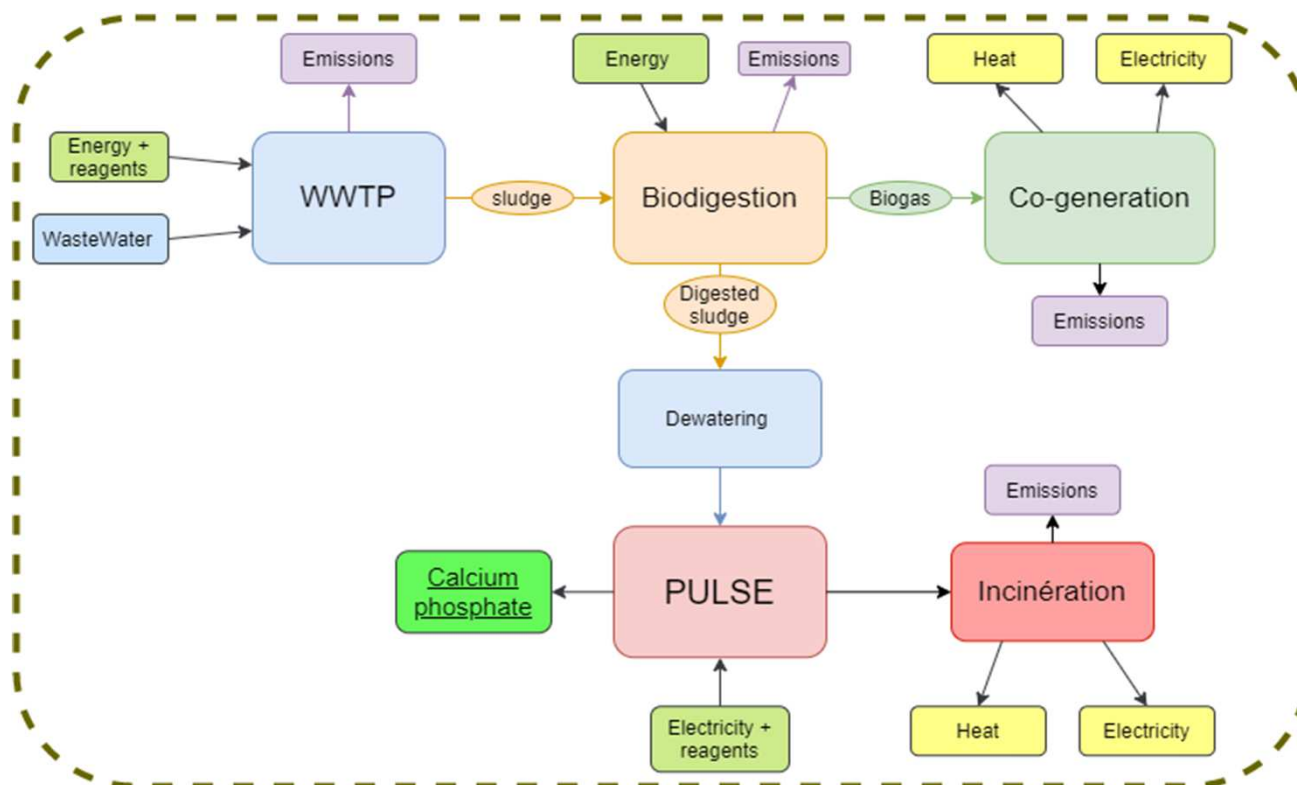 Emissions
Energy
Emissions
Heat
Electricity
Energy +
reagents
WWTP
sludge
Biodigestion
Biogas
Co-generation
WasteWater
Digested
sludge
Emissions
Dewatering
Emissions
Calcium
phosphate
PULSE
Incinération
Electricity +
reagents
Heat
Electricity